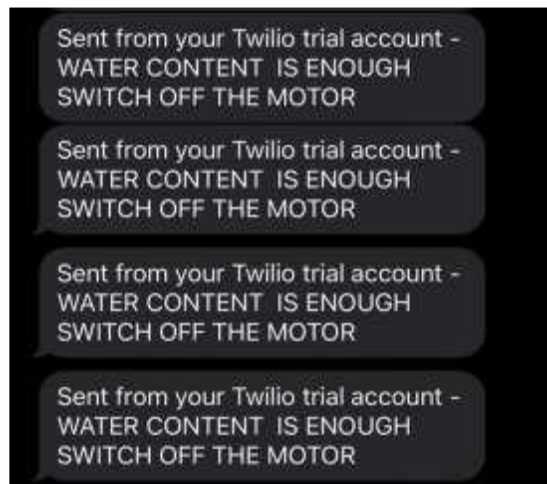 Sent from your Twilio trial account -
WATER CONTENT  IS ENOUGH
SWITCH OFF THE MOTOR
Sent from your Twilio trial account -
WATER CONTENT  IS ENOUGH
SWITCH OFF THE MOTOR
Sent from your Twilio trial account -
WATER CONTENT  IS ENOUGH
SWITCH OFF THE MOTOR
Sent from your Twilio trial account -
WATER CONTENT  IS ENOUGH
SWITCH OFF THE MOTOR